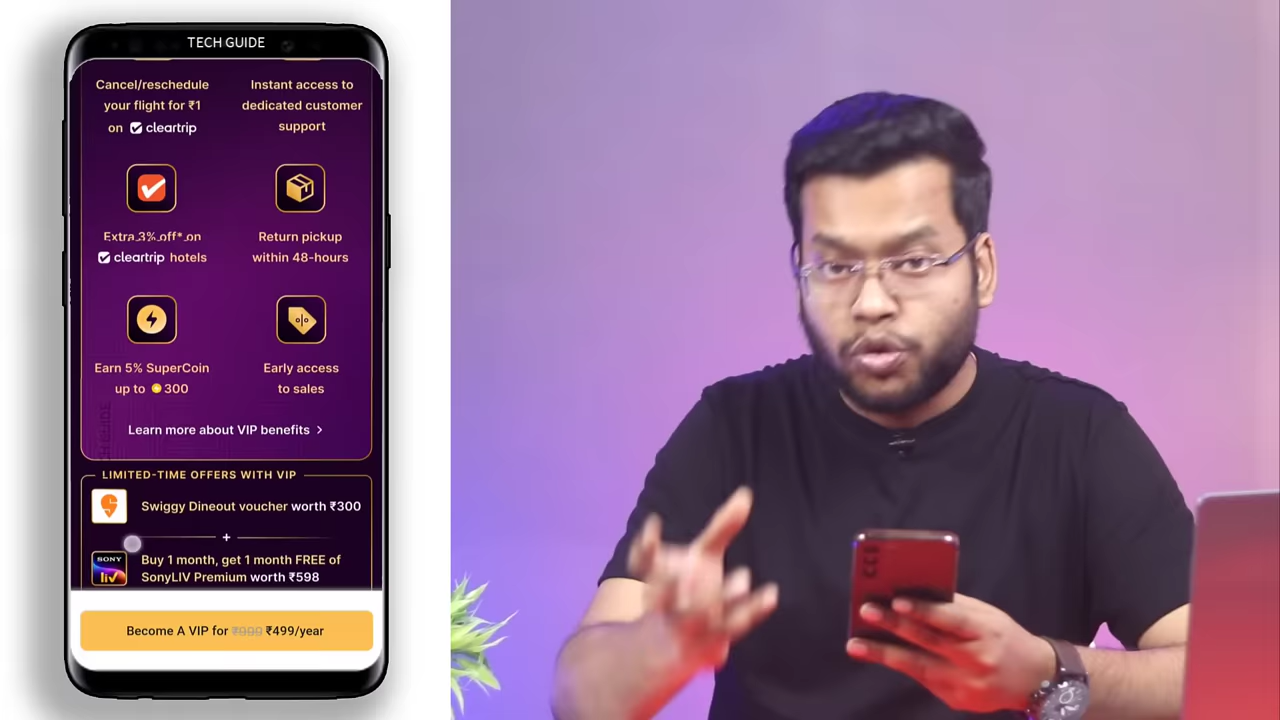 TECH GUIDE
Cancel/reschedule
your flight for ₹1
on cleartrip
Instant access to
dedicated customer
support
Extra 3% off* on
cleartrip hotels
Return pickup
within 48-hours
Earn 5% SuperCoin
up to 300
Early access
to sales
Learn more about VIP benefits >
LIMITED-TIME OFFERS WITH VIP
Swiggy Dineout voucher worth ₹300
+
SONY
liv
Buy 1 month, get 1 month FREE of
SonyLIV Premium worth ₹598
Become A VIP for ₹999 ₹499/year